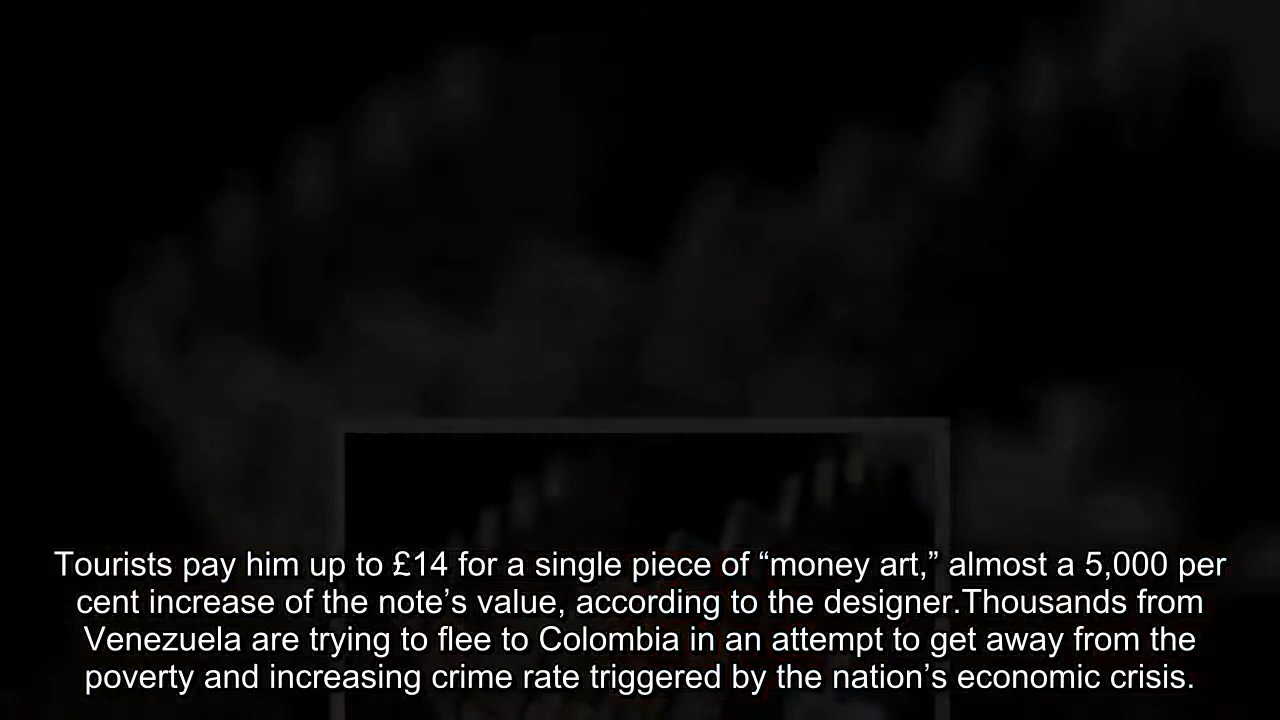 Tourists pay him up to £14 for a single piece of “money art,” almost a 5,000 per
cent increase of the note’s value, according to the designer.Thousands from
Venezuela are trying to flee to Colombia in an attempt to get away from the
poverty and increasing crime rate triggered by the nation’s economic crisis.